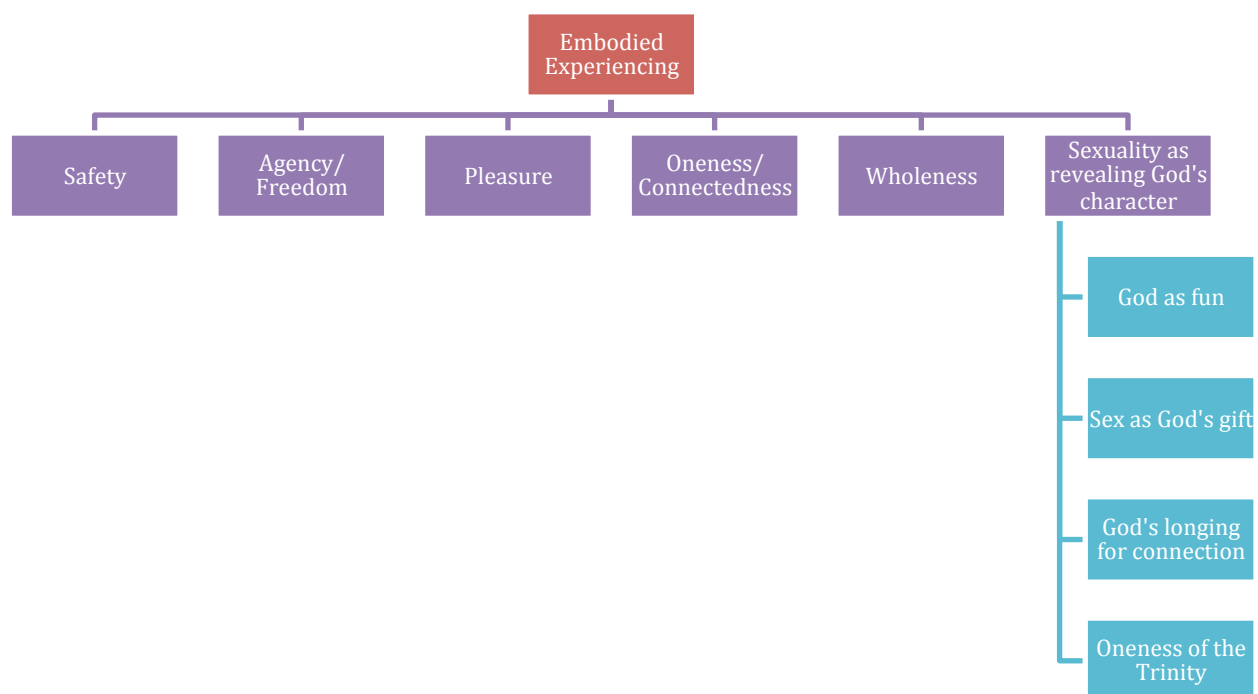 Embodied
Experiencing
Safety
Agency/
Freedom
Pleasure
Oneness/
Connectedness
Wholeness
Sexuality as
revealing God's
character
God as fun
Sex as God's gift
God's longing
for connection
Oneness of the
Trinity